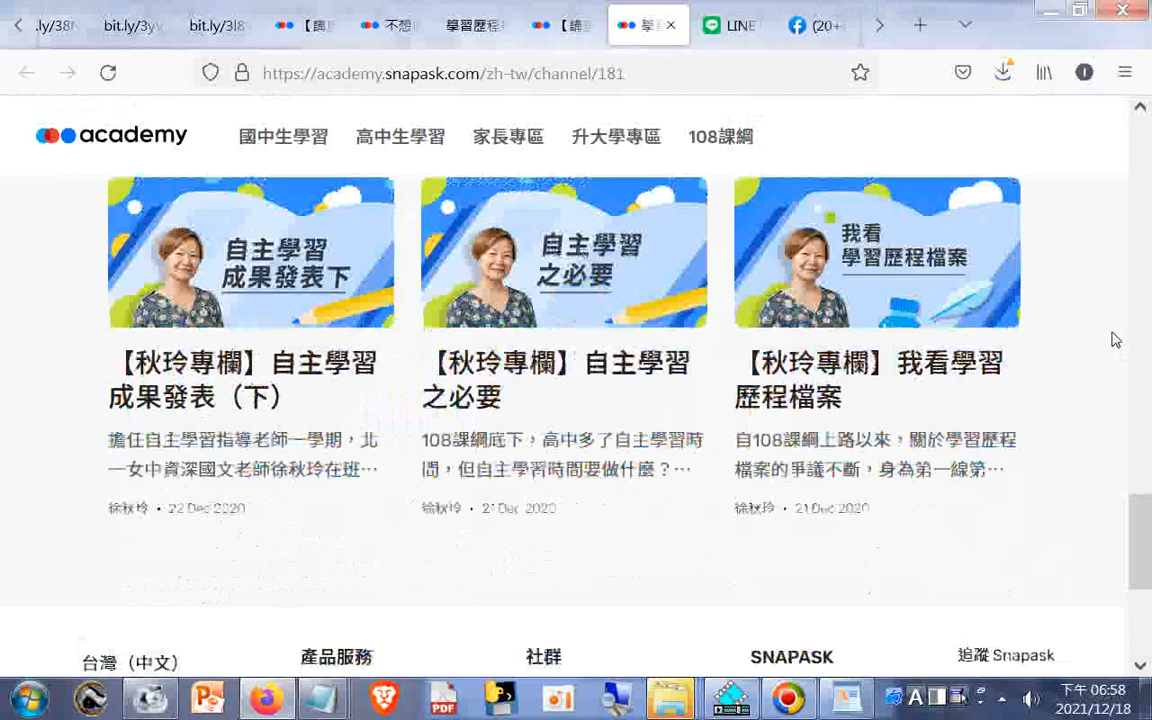 .ly/38N
bit.ly/3yv
bit.ly/3l8
【講
不想
學習歷程
【講
學
LINE
(20+
https://academy.snapask.com/zh-tw/channel/181
academy
國中生學習
高中生學習
家長專區
升大學專區
108課綱
自主學習
成果發表下
自主學習
之必要
我看
學習歷程檔案
【秋玲專欄】自主學習
成果發表（下）
【秋玲專欄】自主學習
之必要
【秋玲專欄】我看學習
歷程檔案
擔任自主學習指導老師一學期，北
一女中資深國文老師徐秋玲在班…
108課綱底下，高中多了自主學習時
間，但自主學習時間要做什麼？…
自108課綱上路以來，關於學習歷程
檔案的爭議不斷，身為第一線第…
徐秋玲 • 22 Dec 2020
徐秋玲 • 21 Dec 2020
徐秋玲 • 21 Dec 2020
台灣（中文）
產品服務
社群
SNAPASK
追蹤 Snapask
PDF
A
下午 06:58
2021/12/18